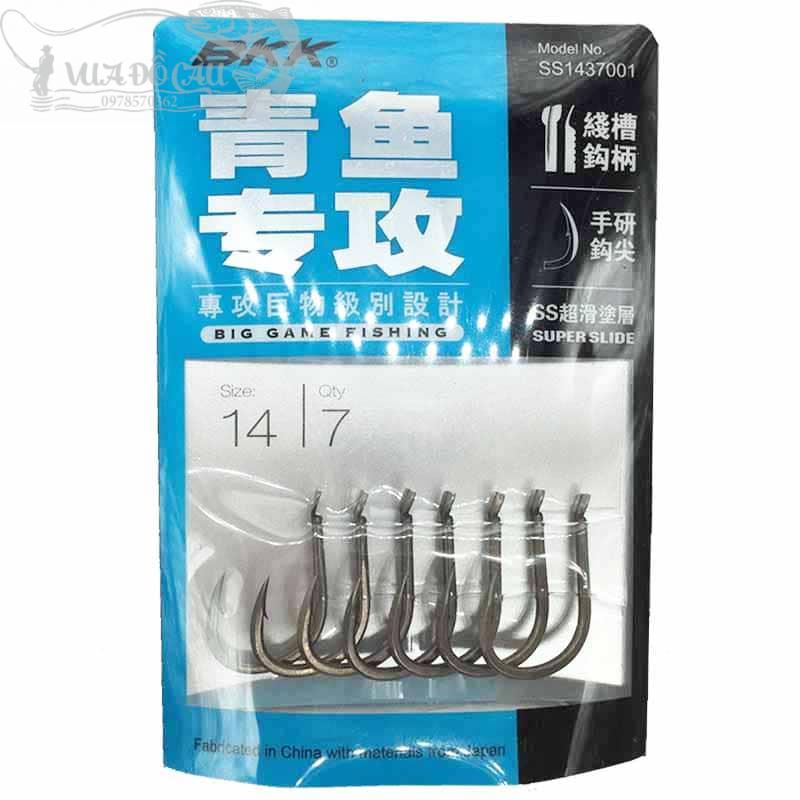 VUA ĐỒ CÂU
0978570362
BKK®
Model No.
SS1437001
青鱼
专攻
綫槽
鈎柄
手研
鈎尖
專攻巨物級別設計
BIG GAME FISHING
SS超滑塗層
SUPER SLIDE
Size:
14
Qty
7
Fabricated in China with materials from Japan